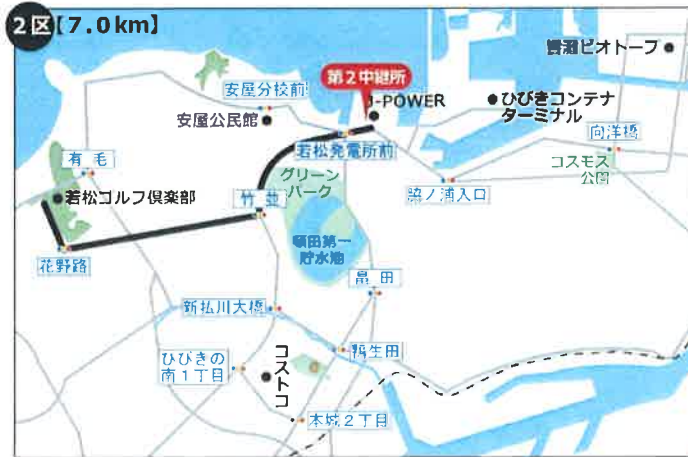 2区【7.0km】
響灘ビオトープ
第2中継所
J-POWER
安屋分校前
安屋公民館
ひびきコンテナ
ターミナル
向洋橋
若松発電所前
コスモス
公園
有毛
若松ゴルフ倶楽部
グリーン
パーク
竹並
脇ノ浦入口
頓田第一
貯水池
花野路
畠田
新払川大橋
鴨生田
ひびきの
南1丁目
コストコ
本城2丁目